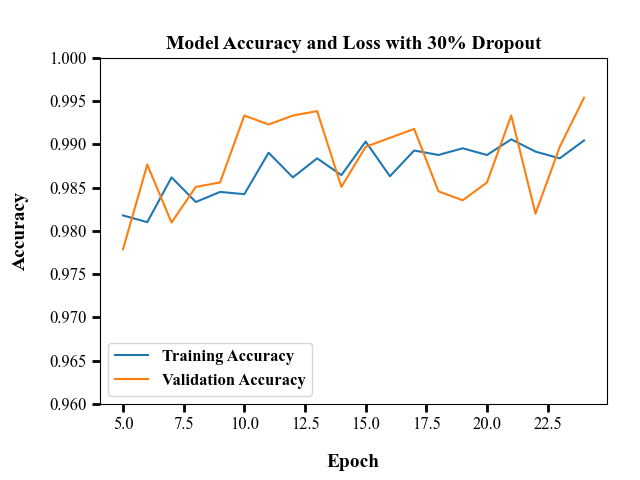 Model Accuracy and Loss with 30% Dropout
1.000
0.995
0.990
0.985
0.980
0.975
0.970
0.965
0.960
Accuracy
Training Accuracy
Validation Accuracy
5.0 7.5 10.0 12.5 15.0 17.5 20.0 22.5
Epoch